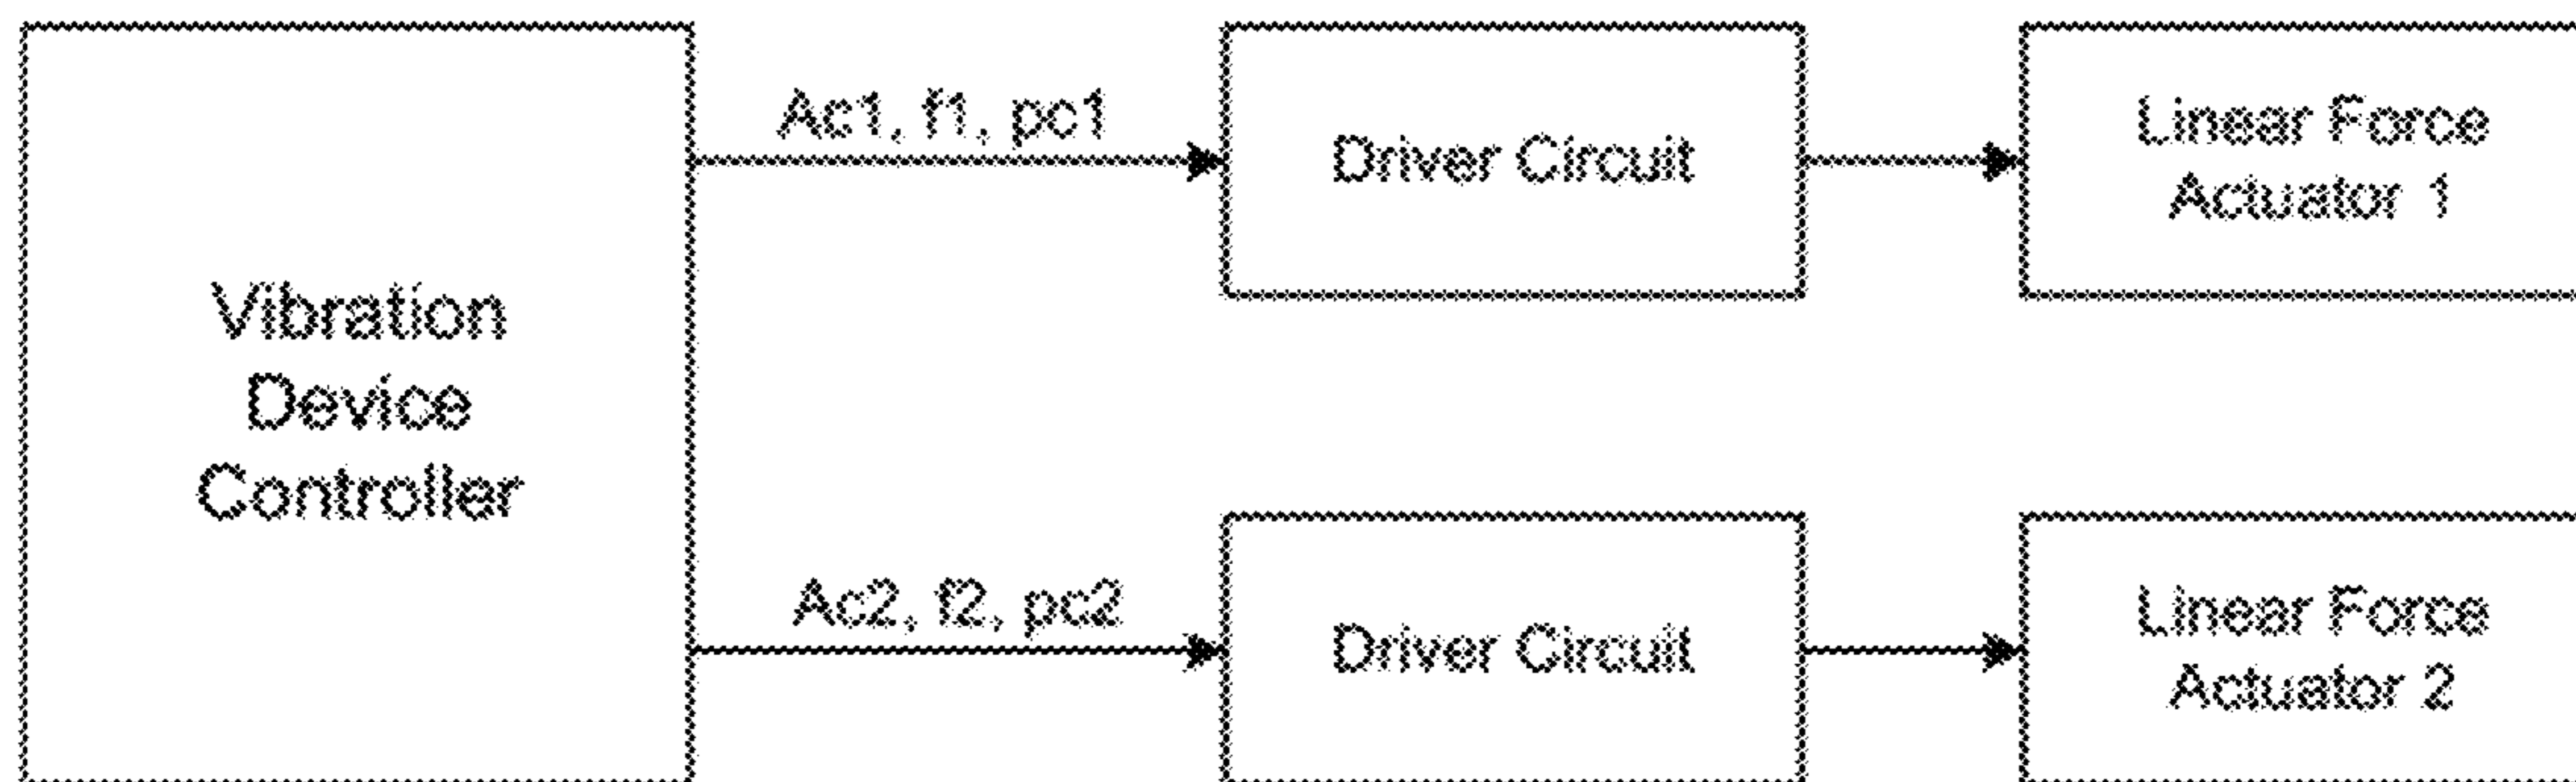 Vibration
Device
Controller
Ac1, f1, pc1
Driver Circuit
Linear Force
Actuator 1
Ac2, f2, pc2
Driver Circuit
Linear Force
Actuator 2